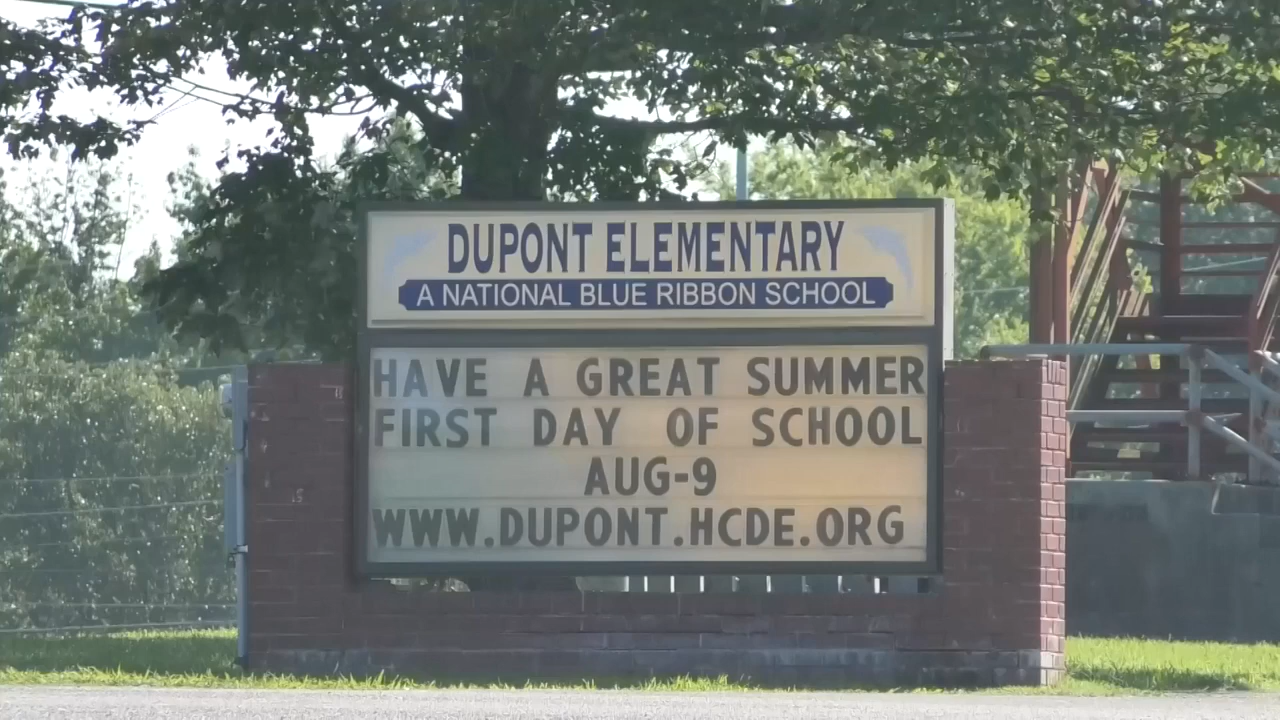 DUPONT ELEMENTARY
A NATIONAL BLUE RIBBON SCHOOL
HAVE A GREAT SUMMER
FIRST DAY OF SCHOOL
AUG-9
WWW.DUPONT.HCDE.ORG